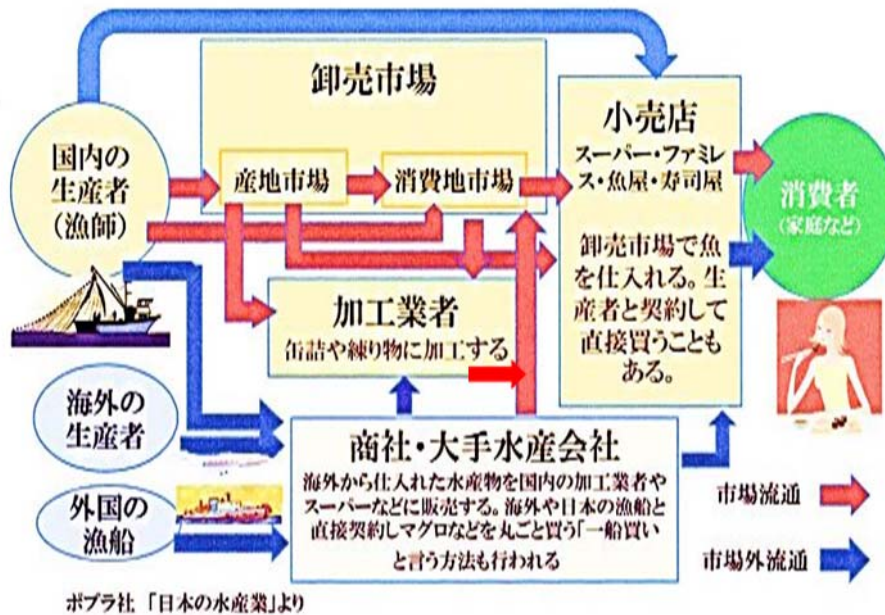 卸売市場
国内の
生産者
(漁師)
産地市場
消費地市場
小売店
スーパー・ファミレ
ス・魚屋・寿司屋
卸売市場で魚
を仕入れる。生
産者と契約して
直接買うことも
ある。
消費者
(家庭など)
加工業者
缶詰や練り物に加工する
海外の
生産者
外国の
漁船
商社・大手水産会社
海外から仕入れた水産物を国内の加工業者や
スーパーなどに販売する。海外や日本の漁船と
直接契約しマグロなどを丸ごと買う「一船買い
と言う方法も行われる
市場流通
市場外流通
ポプラ社 「日本の水産業」より